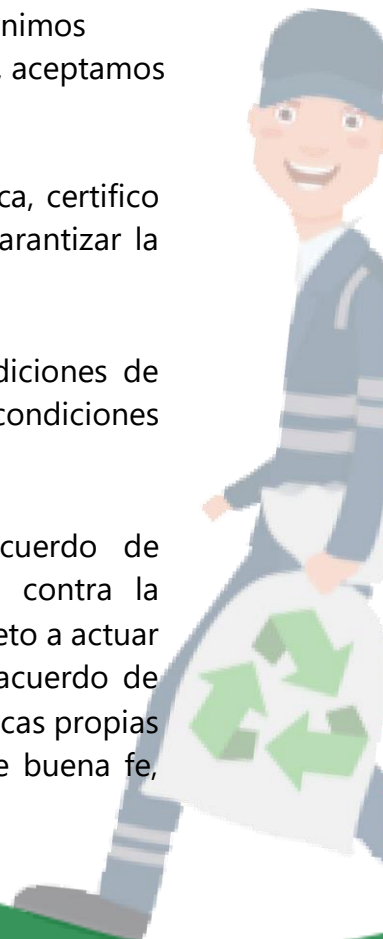 nimos
, aceptamos
ca, certifico
arantizar la
diciones de
condiciones
cuerdo de
contra la
eto a actuar
acuerdo de
cas propias
e buena fe,